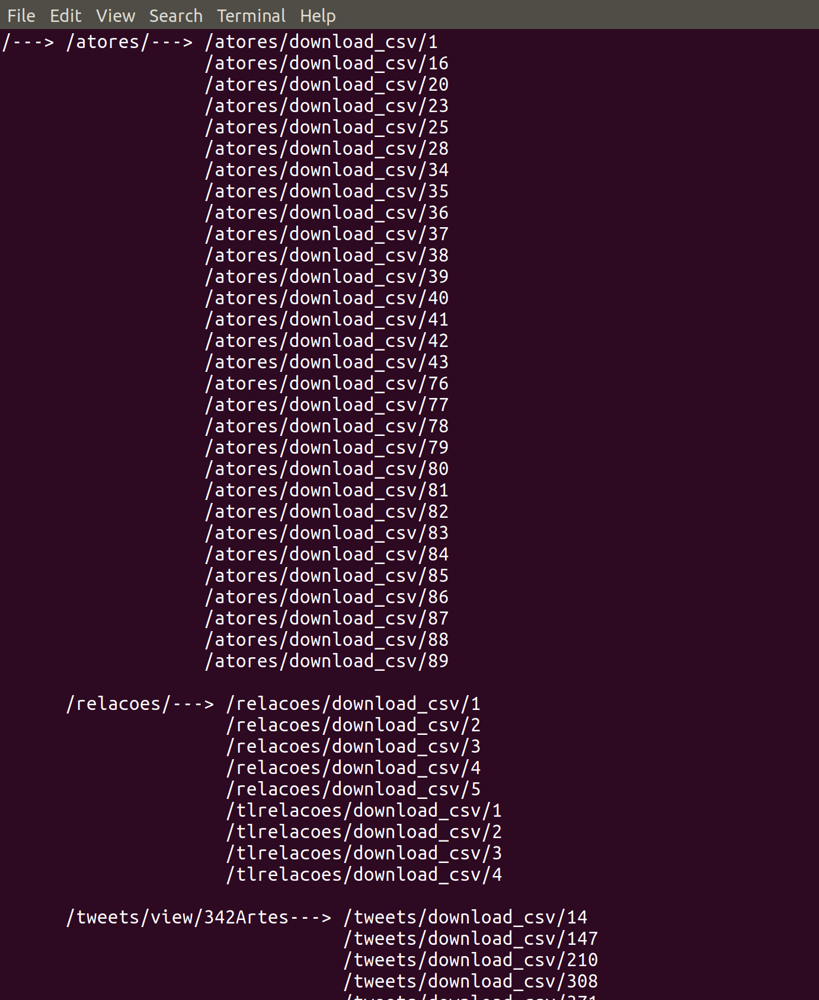 File Edit View Search Terminal Help
/---> /atores/---> /atores/download_csv/1
/atores/download_csv/16
/atores/download_csv/20
/atores/download_csv/23
/atores/download_csv/25
/atores/download_csv/28
/atores/download_csv/34
/atores/download_csv/35
/atores/download_csv/36
/atores/download_csv/37
/atores/download_csv/38
/atores/download_csv/39
/atores/download_csv/40
/atores/download_csv/41
/atores/download_csv/42
/atores/download_csv/43
/atores/download_csv/76
/atores/download_csv/77
/atores/download_csv/78
/atores/download_csv/79
/atores/download_csv/80
/atores/download_csv/81
/atores/download_csv/82
/atores/download_csv/83
/atores/download_csv/84
/atores/download_csv/85
/atores/download_csv/86
/atores/download_csv/87
/atores/download_csv/88
/atores/download_csv/89
/relacoes/---> /relacoes/download_csv/1
/relacoes/download_csv/2
/relacoes/download_csv/3
/relacoes/download_csv/4
/relacoes/download_csv/5
/tlrelacoes/download_csv/1
/tlrelacoes/download_csv/2
/tlrelacoes/download_csv/3
/tlrelacoes/download_csv/4
/tweets/view/342Artes---> /tweets/download_csv/14
/tweets/download_csv/147
/tweets/download_csv/210
/tweets/download_csv/308